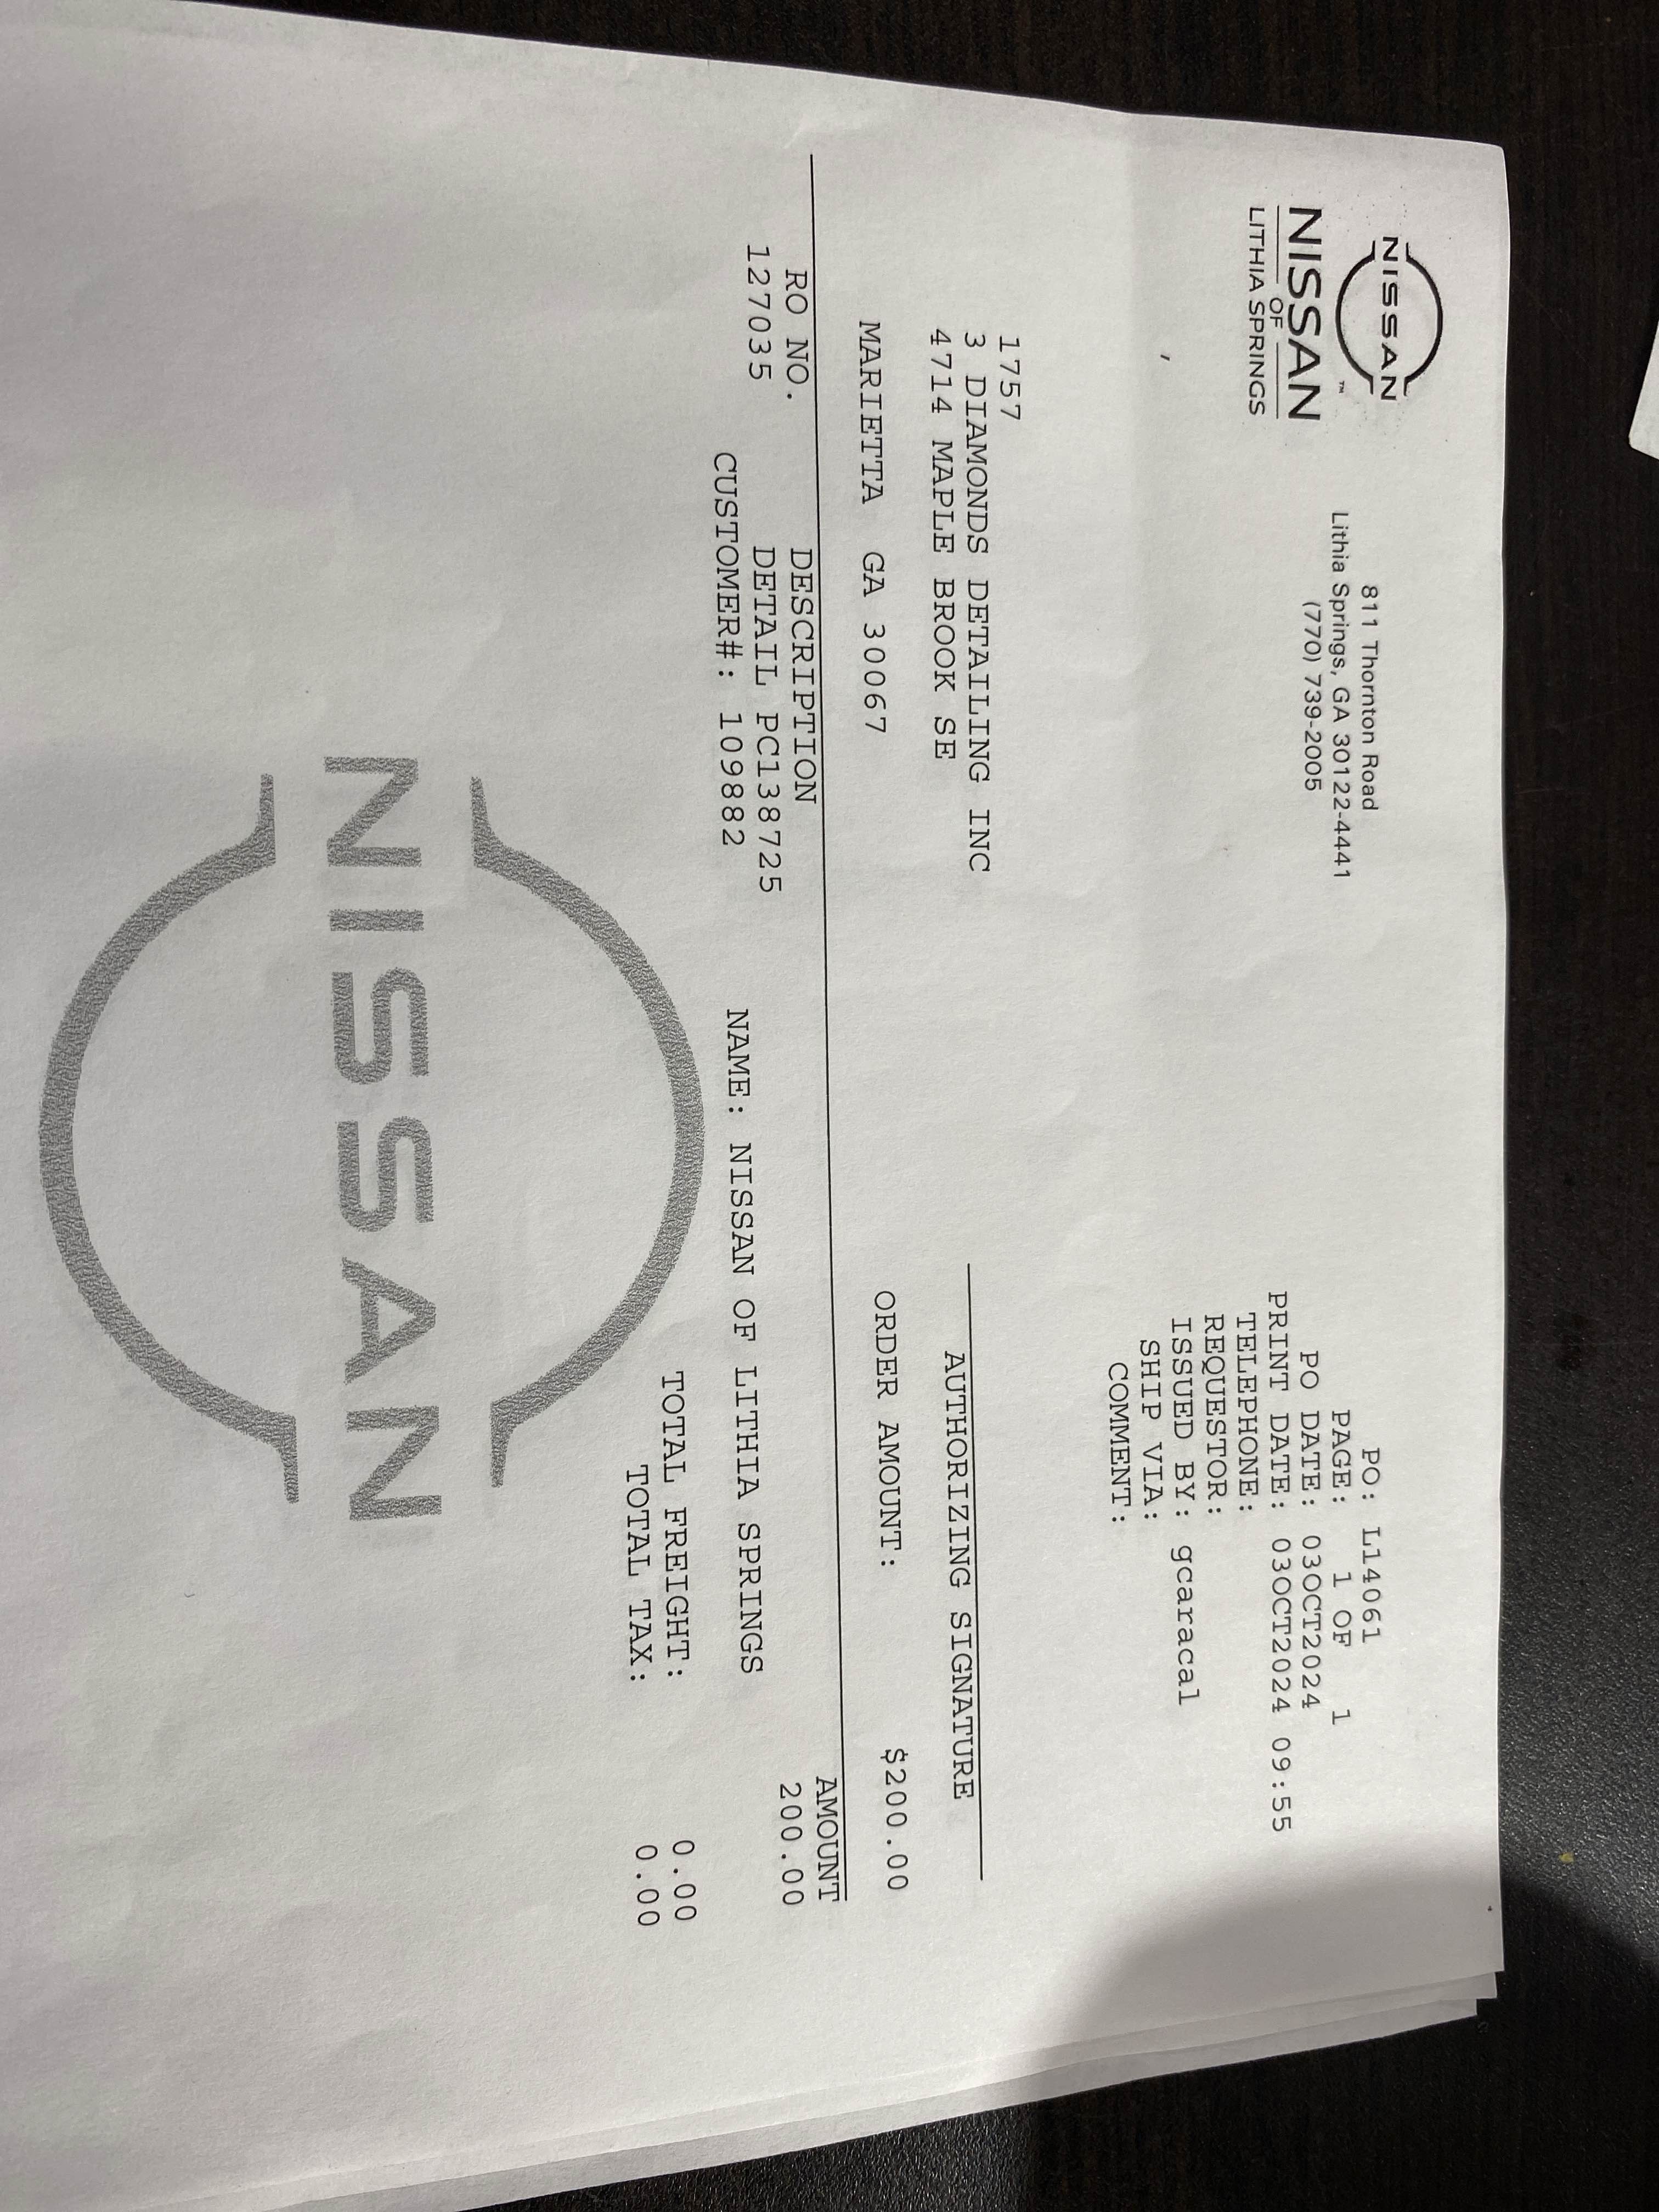 NISSAN
NISSAN
OF
LITHIA SPRINGS
811 Thornton Road
Lithia Springs, GA 30122-4441
(770) 739-2005
PO: L14061
PAGE: 1 OF 1
PO DATE: 03OCT2024
PRINT DATE: 03OCT2024 09:55
TELEPHONE:
REQUESTOR:
ISSUED BY: gcaracal
SHIP VIA:
COMMENT:
1757
3 DIAMONDS DETAILING INC
4714 MAPLE BROOK SE
MARIETTA GA 30067
AUTHORIZING SIGNATURE
ORDER AMOUNT: $200.00
RO NO. DESCRIPTION AMOUNT
127035 DETAIL PC138725 200.00
CUSTOMER#: 109882 NAME: NISSAN OF LITHIA SPRINGS
TOTAL FREIGHT: 0.00
TOTAL TAX: 0.00
NISSAN